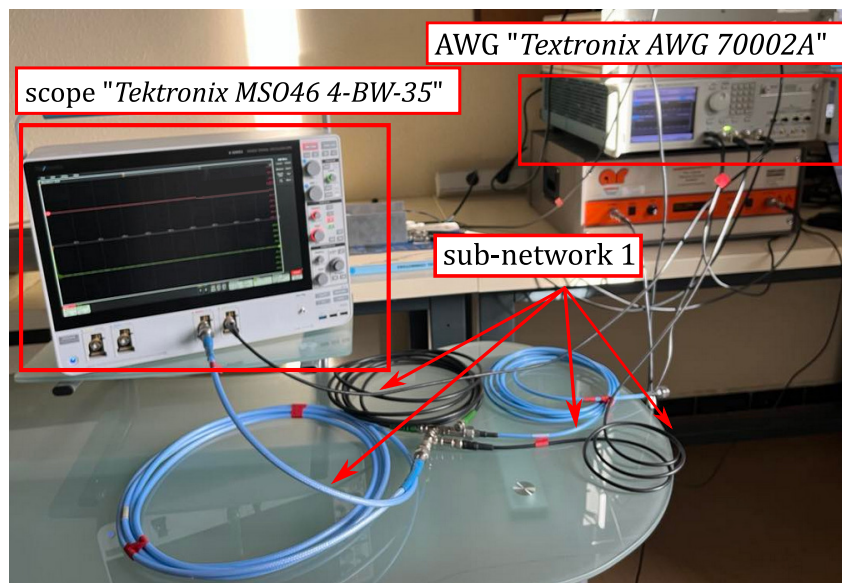 AWG "Textronix AWG 70002A"
scope "Tektronix MSO46 4-BW-35"
sub-network 1